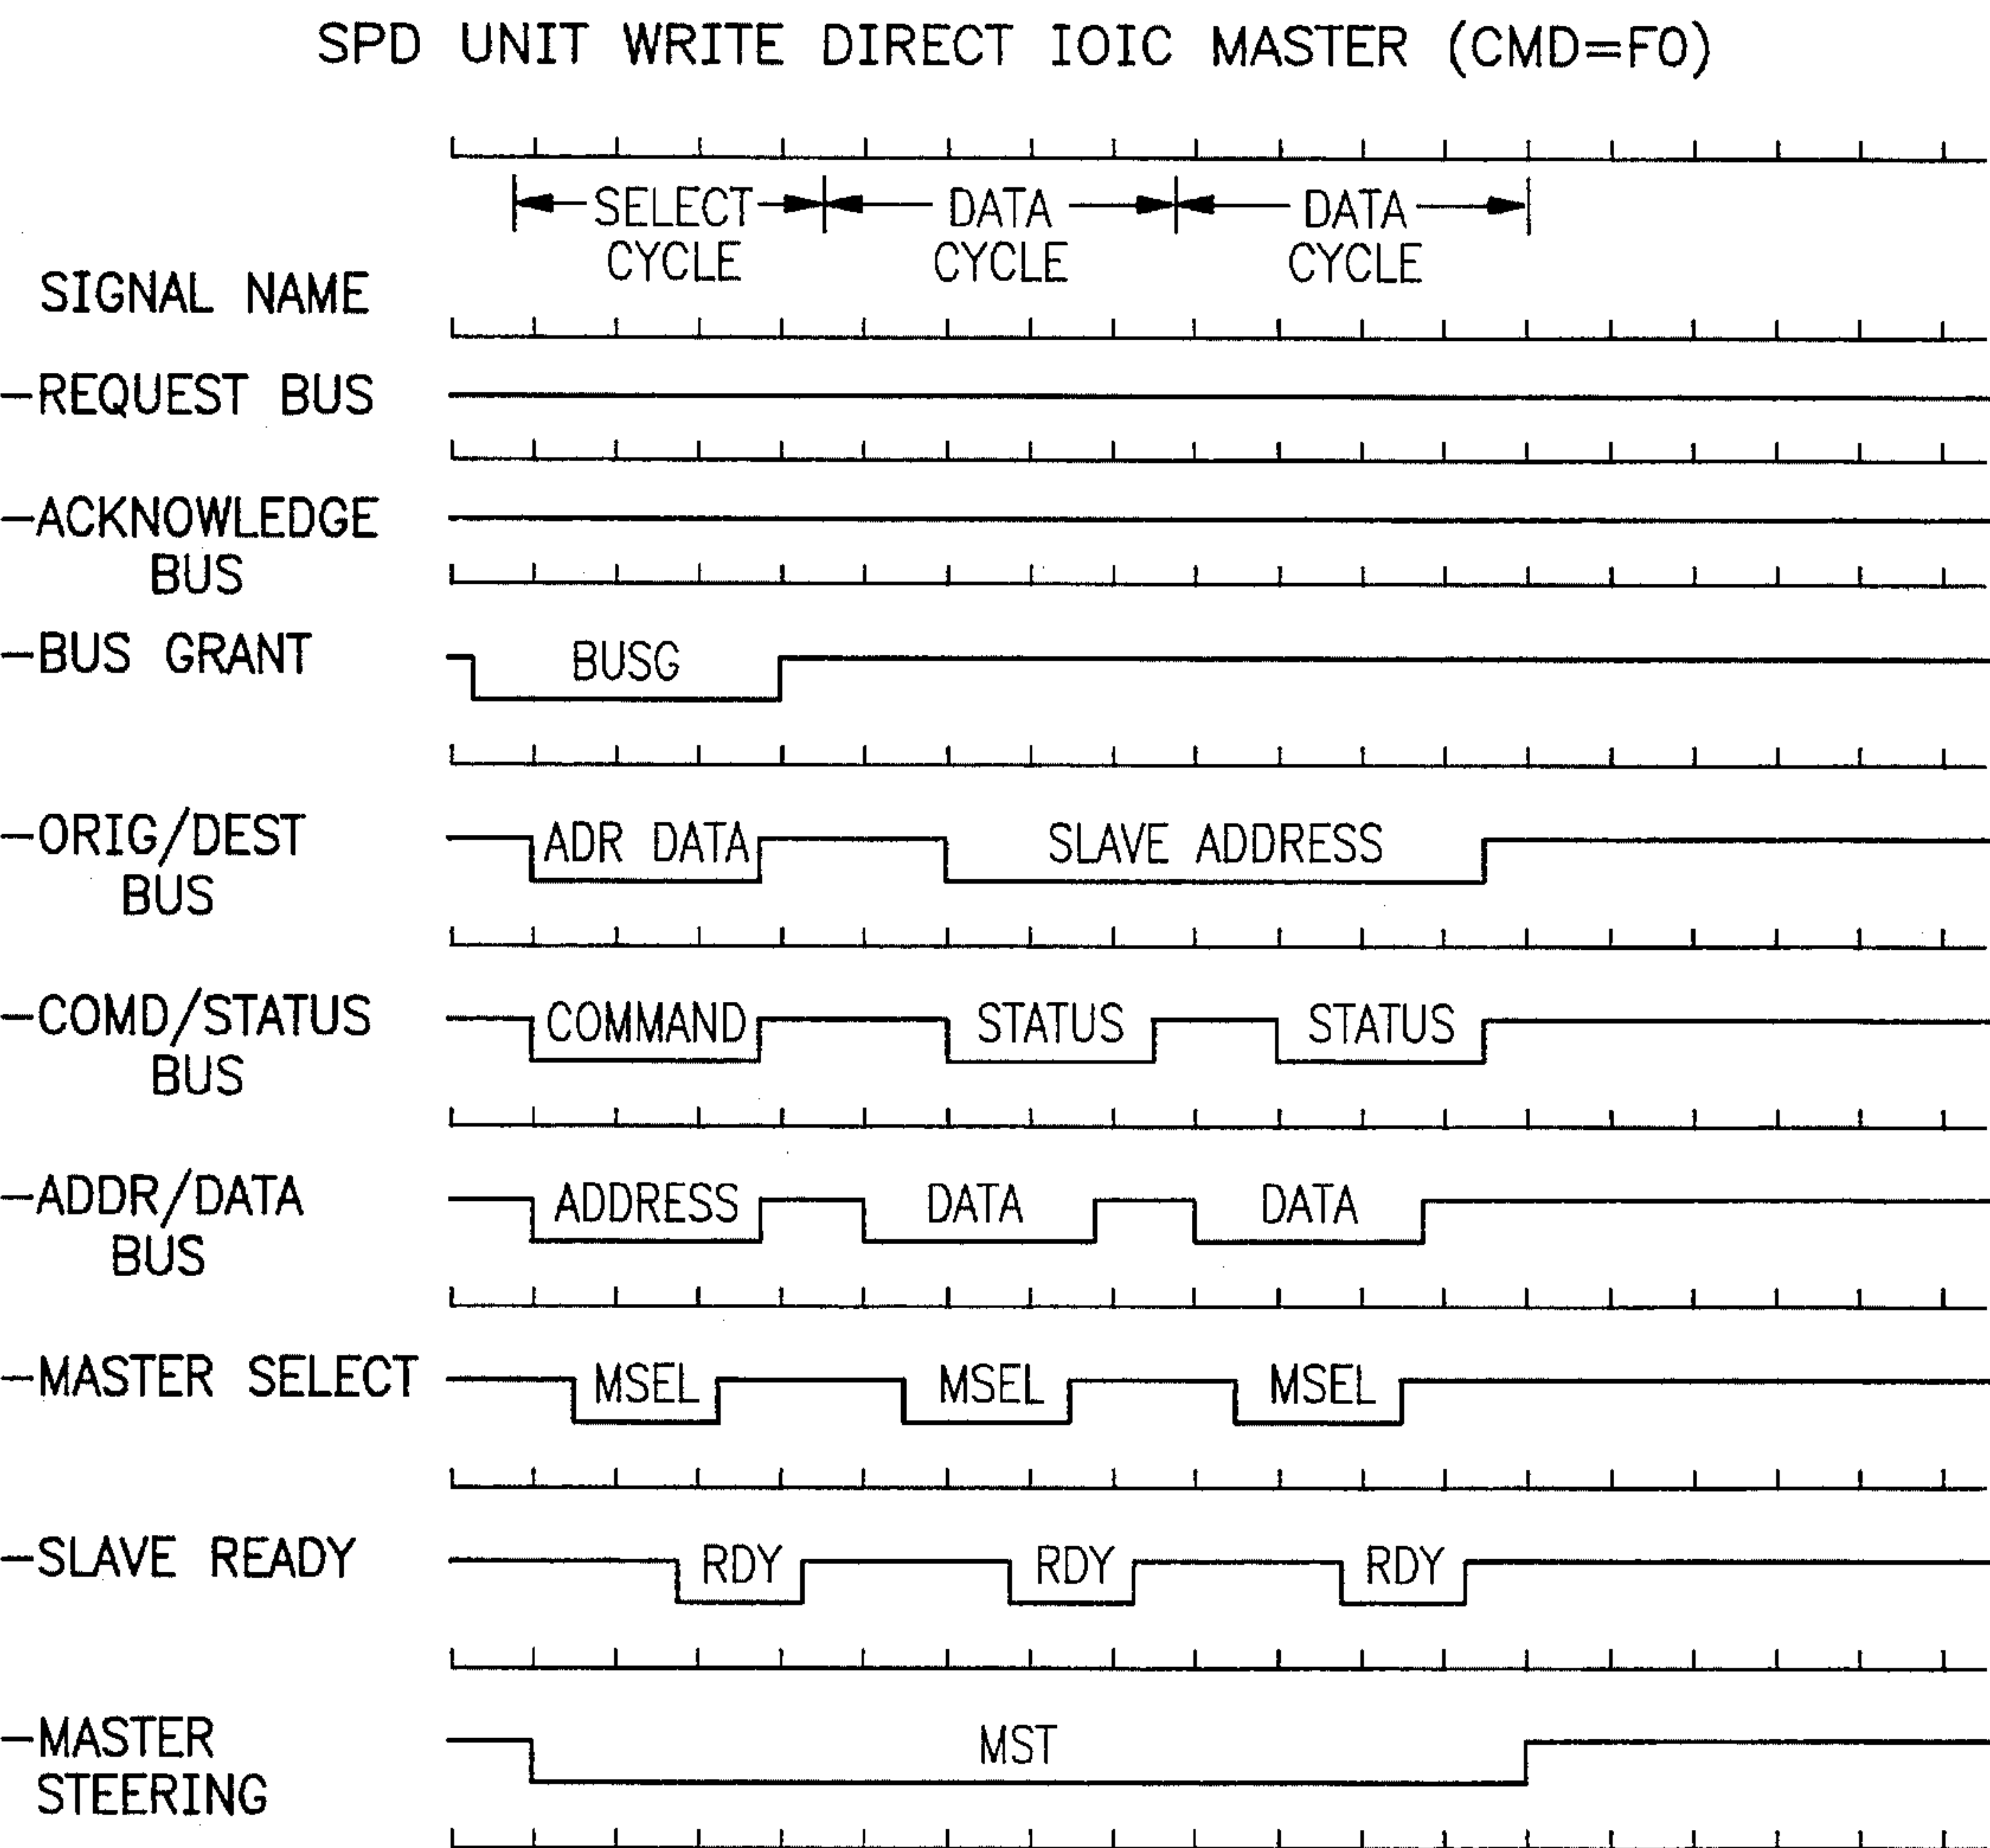 SPD UNIT WRITE DIRECT IOIC MASTER (CMD=F0)
SELECT CYCLE
DATA CYCLE
DATA CYCLE
SIGNAL NAME
–REQUEST BUS
–ACKNOWLEDGE
BUS
–BUS GRANT
BUSG
–ORIG/DEST
BUS
ADR DATA
SLAVE ADDRESS
–COMD/STATUS
BUS
COMMAND
STATUS
STATUS
–ADDR/DATA
BUS
ADDRESS
DATA
DATA
–MASTER SELECT
MSEL
MSEL
MSEL
–SLAVE READY
RDY
RDY
RDY
–MASTER
STEERING
MST